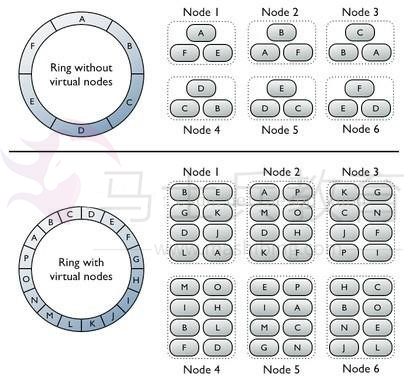 Node 1 Node 2 Node 3
A B C
F E A F B A
D E F
C B D C E D
Node 4 Node 5 Node 6
A
B
C
D
E
F
Ring without
virtual nodes
Node 1 Node 2 Node 3
B E A P K G
G K M O C N
D J D H J F
L A K F P
M O E P H C
I H I A B O
B L M C N E
F D G N J L
Node 4 Node 5 Node 6
A B C D E F G H I J K L M N O P
Ring with
virtual nodes